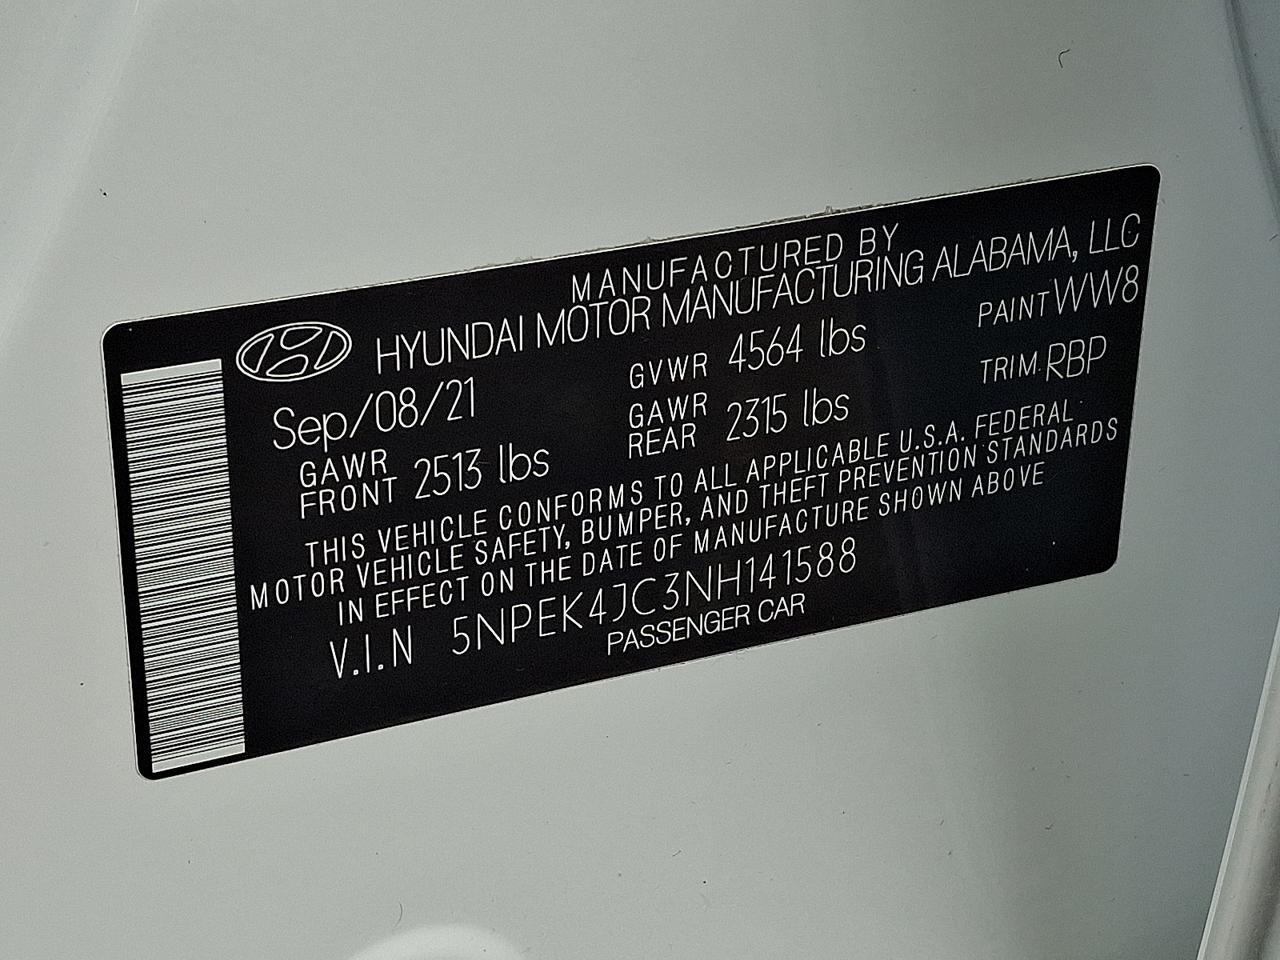 MANUFACTURED BY
HYUNDAI MOTOR MANUFACTURING ALABAMA, LLC
Sep/08/21 GVWR 4564 lbs PAINT WW8
GAWR FRONT 2513 lbs GAWR REAR 2315 lbs TRIM RBP
THIS VEHICLE CONFORMS TO ALL APPLICABLE U.S.A. FEDERAL
MOTOR VEHICLE SAFETY, BUMPER, AND THEFT PREVENTION STANDARDS
IN EFFECT ON THE DATE OF MANUFACTURE SHOWN ABOVE
V.I.N 5NPEK4JC3NH141588
PASSENGER CAR